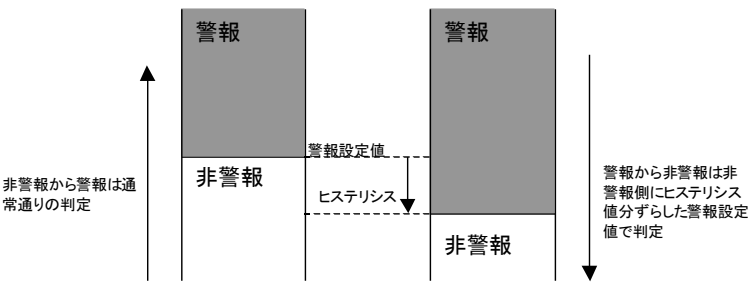 警報
警報
警報設定値
非警報から警報は通
常通りの判定
非警報
ヒステリシス
警報から非警報は非
警報側にヒステリシス
値分ずらした警報設定
値で判定
非警報